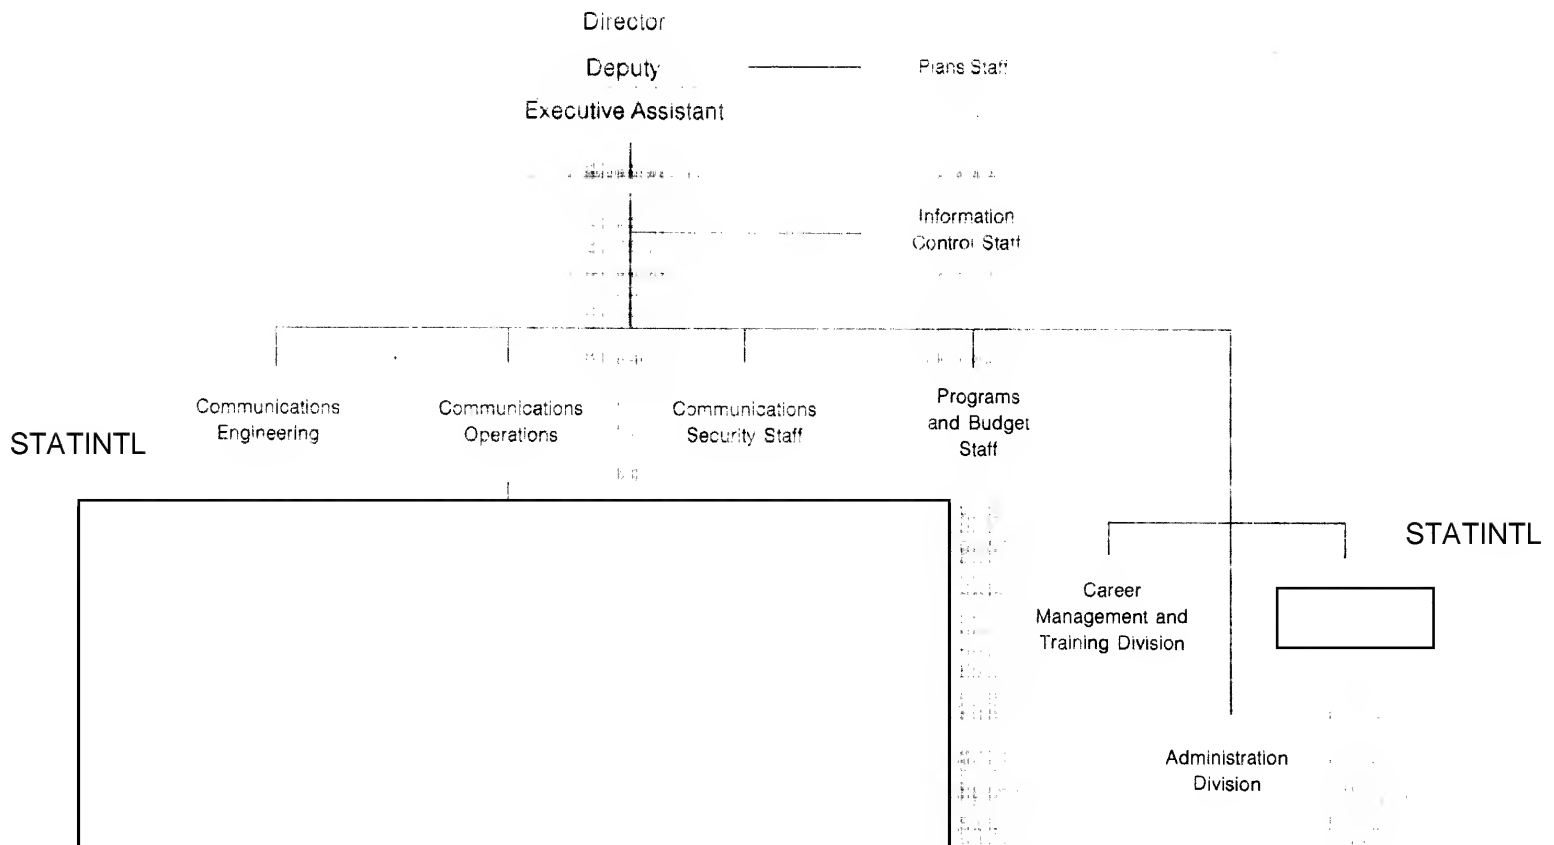 Director
Deputy
Plans Staff
Executive Assistant
Information
Control Staff
Communications
Engineering
Communications
Operations
Communications
Security Staff
Programs
and Budget
Staff
STATINTL
STATINTL
Career
Management and
Training Division
Administration
Division